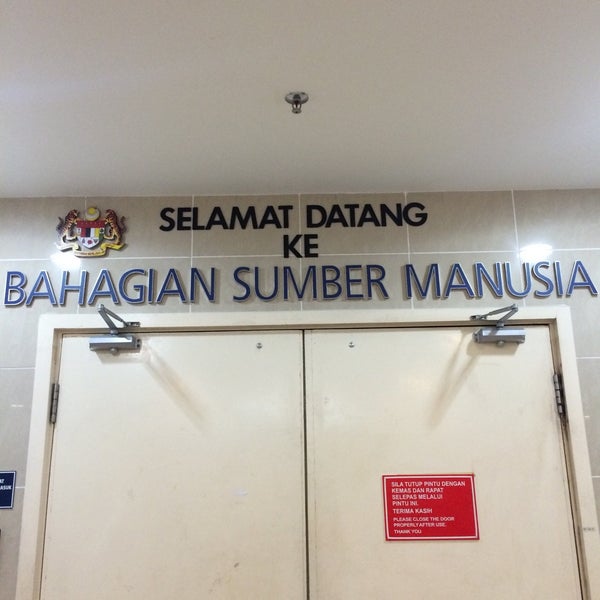 SELAMAT DATANG
KE
BAHAGIAN SUMBER MANUSIA
SILA TUTUP PINTU DENGAN
KEMAS DAN RAPAT
SELEPAS MELALUI
PINTU INI.
TERIMA KASIH
PLEASE CLOSE THE DOOR
PROPERLY AFTER USE.
THANK YOU.